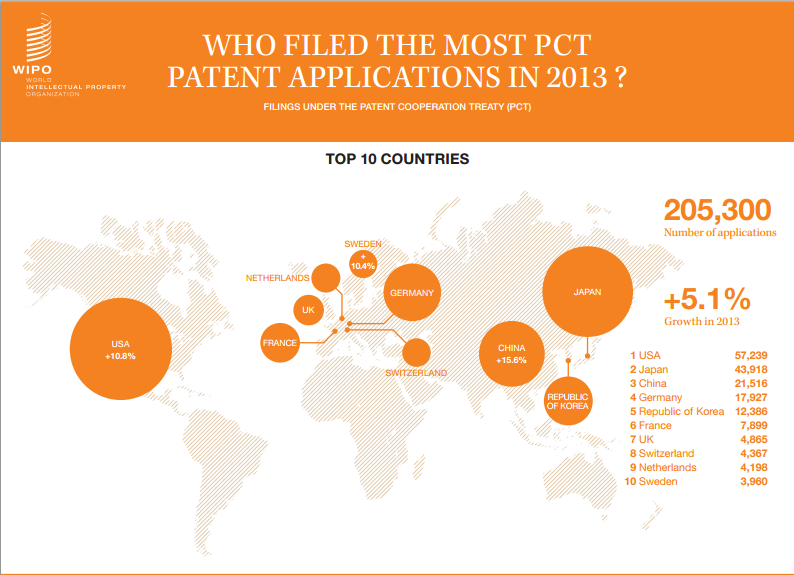 WIPO
WORLD
INTELLECTUAL PROPERTY
ORGANIZATION
WHO FILED THE MOST PCT
PATENT APPLICATIONS IN 2013 ?
FILINGS UNDER THE PATENT COOPERATION TREATY (PCT)
TOP 10 COUNTRIES
205,300
Number of applications
+5.1%
Growth in 2013
SWEDEN
+
10.4%
NETHERLANDS
GERMANY
UK
FRANCE
SWITZERLAND
USA
+10.8%
JAPAN
CHINA
+15.6%
REPUBLIC
OF KOREA
1 USA 57,239
2 Japan 43,918
3 China 21,516
4 Germany 17,927
5 Republic of Korea 12,386
6 France 7,899
7 UK 4,865
8 Switzerland 4,367
9 Netherlands 4,198
10 Sweden 3,960